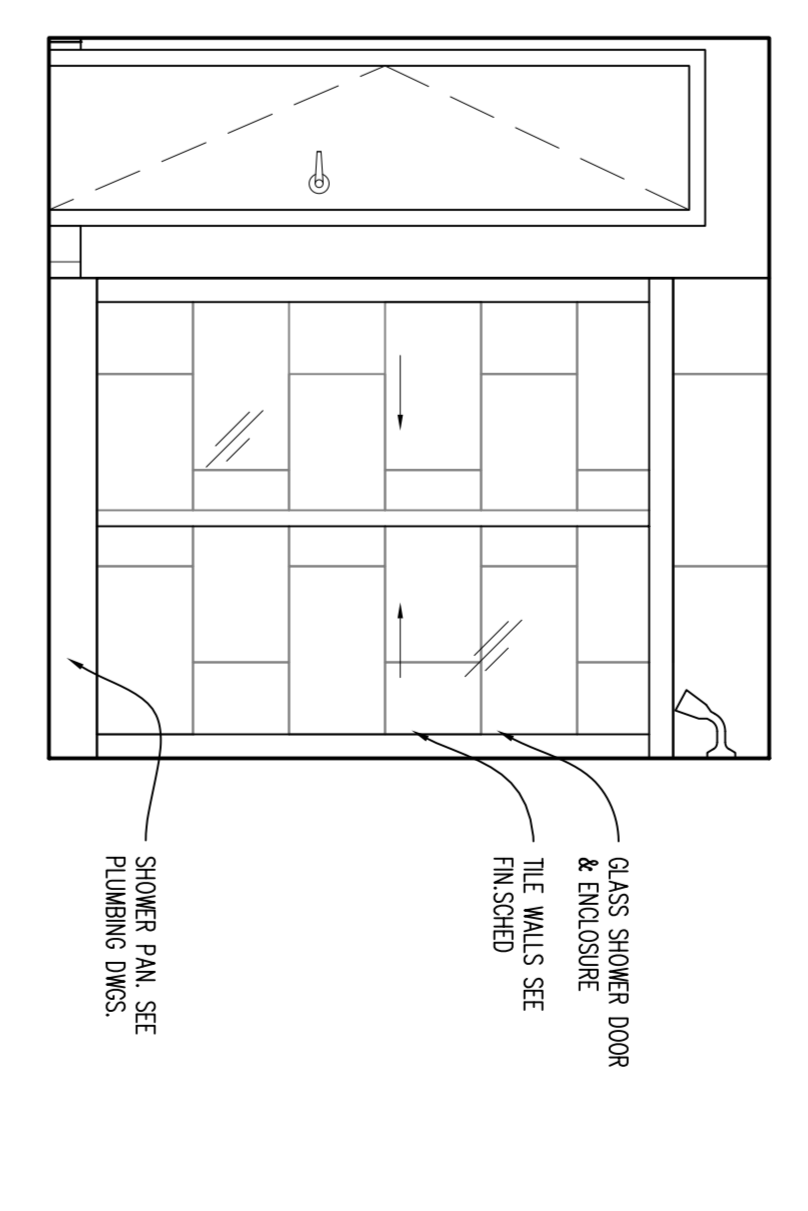 GLASS SHOWER DOOR
& ENCLOSURE
TILE WALLS SEE
FIN.SCHED
SHOWER PAN. SEE
PLUMBING DWGS.